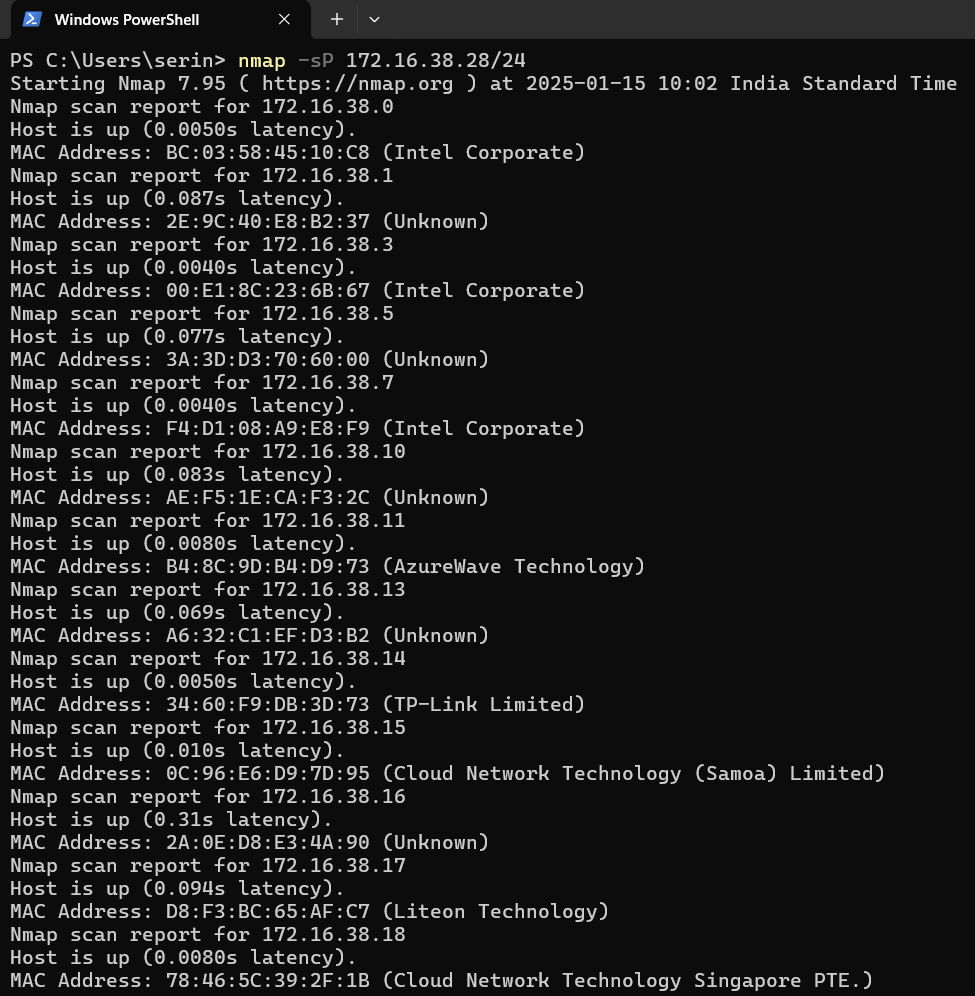 Windows PowerShell
PS C:\Users\serin> nmap -sP 172.16.38.28/24
Starting Nmap 7.95 ( https://nmap.org ) at 2025-01-15 10:02 India Standard Time
Nmap scan report for 172.16.38.0
Host is up (0.0050s latency).
MAC Address: BC:03:58:45:10:C8 (Intel Corporate)
Nmap scan report for 172.16.38.1
Host is up (0.087s latency).
MAC Address: 2E:9C:40:E8:B2:37 (Unknown)
Nmap scan report for 172.16.38.3
Host is up (0.0040s latency).
MAC Address: 00:E1:8C:23:6B:67 (Intel Corporate)
Nmap scan report for 172.16.38.5
Host is up (0.077s latency).
MAC Address: 3A:3D:D3:70:60:00 (Unknown)
Nmap scan report for 172.16.38.7
Host is up (0.0040s latency).
MAC Address: F4:D1:08:A9:E8:F9 (Intel Corporate)
Nmap scan report for 172.16.38.10
Host is up (0.083s latency).
MAC Address: AE:F5:1E:CA:F3:2C (Unknown)
Nmap scan report for 172.16.38.11
Host is up (0.0080s latency).
MAC Address: B4:8C:9D:B4:D9:73 (AzureWave Technology)
Nmap scan report for 172.16.38.13
Host is up (0.069s latency).
MAC Address: A6:32:C1:EF:D3:B2 (Unknown)
Nmap scan report for 172.16.38.14
Host is up (0.0050s latency).
MAC Address: 34:60:F9:DB:3D:73 (TP-Link Limited)
Nmap scan report for 172.16.38.15
Host is up (0.010s latency).
MAC Address: 0C:96:E6:D9:7D:95 (Cloud Network Technology (Samoa) Limited)
Nmap scan report for 172.16.38.16
Host is up (0.31s latency).
MAC Address: 2A:0E:D8:E3:4A:90 (Unknown)
Nmap scan report for 172.16.38.17
Host is up (0.094s latency).
MAC Address: D8:F3:BC:65:AF:C7 (Liteon Technology)
Nmap scan report for 172.16.38.18
Host is up (0.0080s latency).
MAC Address: 78:46:5C:39:2F:1B (Cloud Network Technology Singapore PTE.)